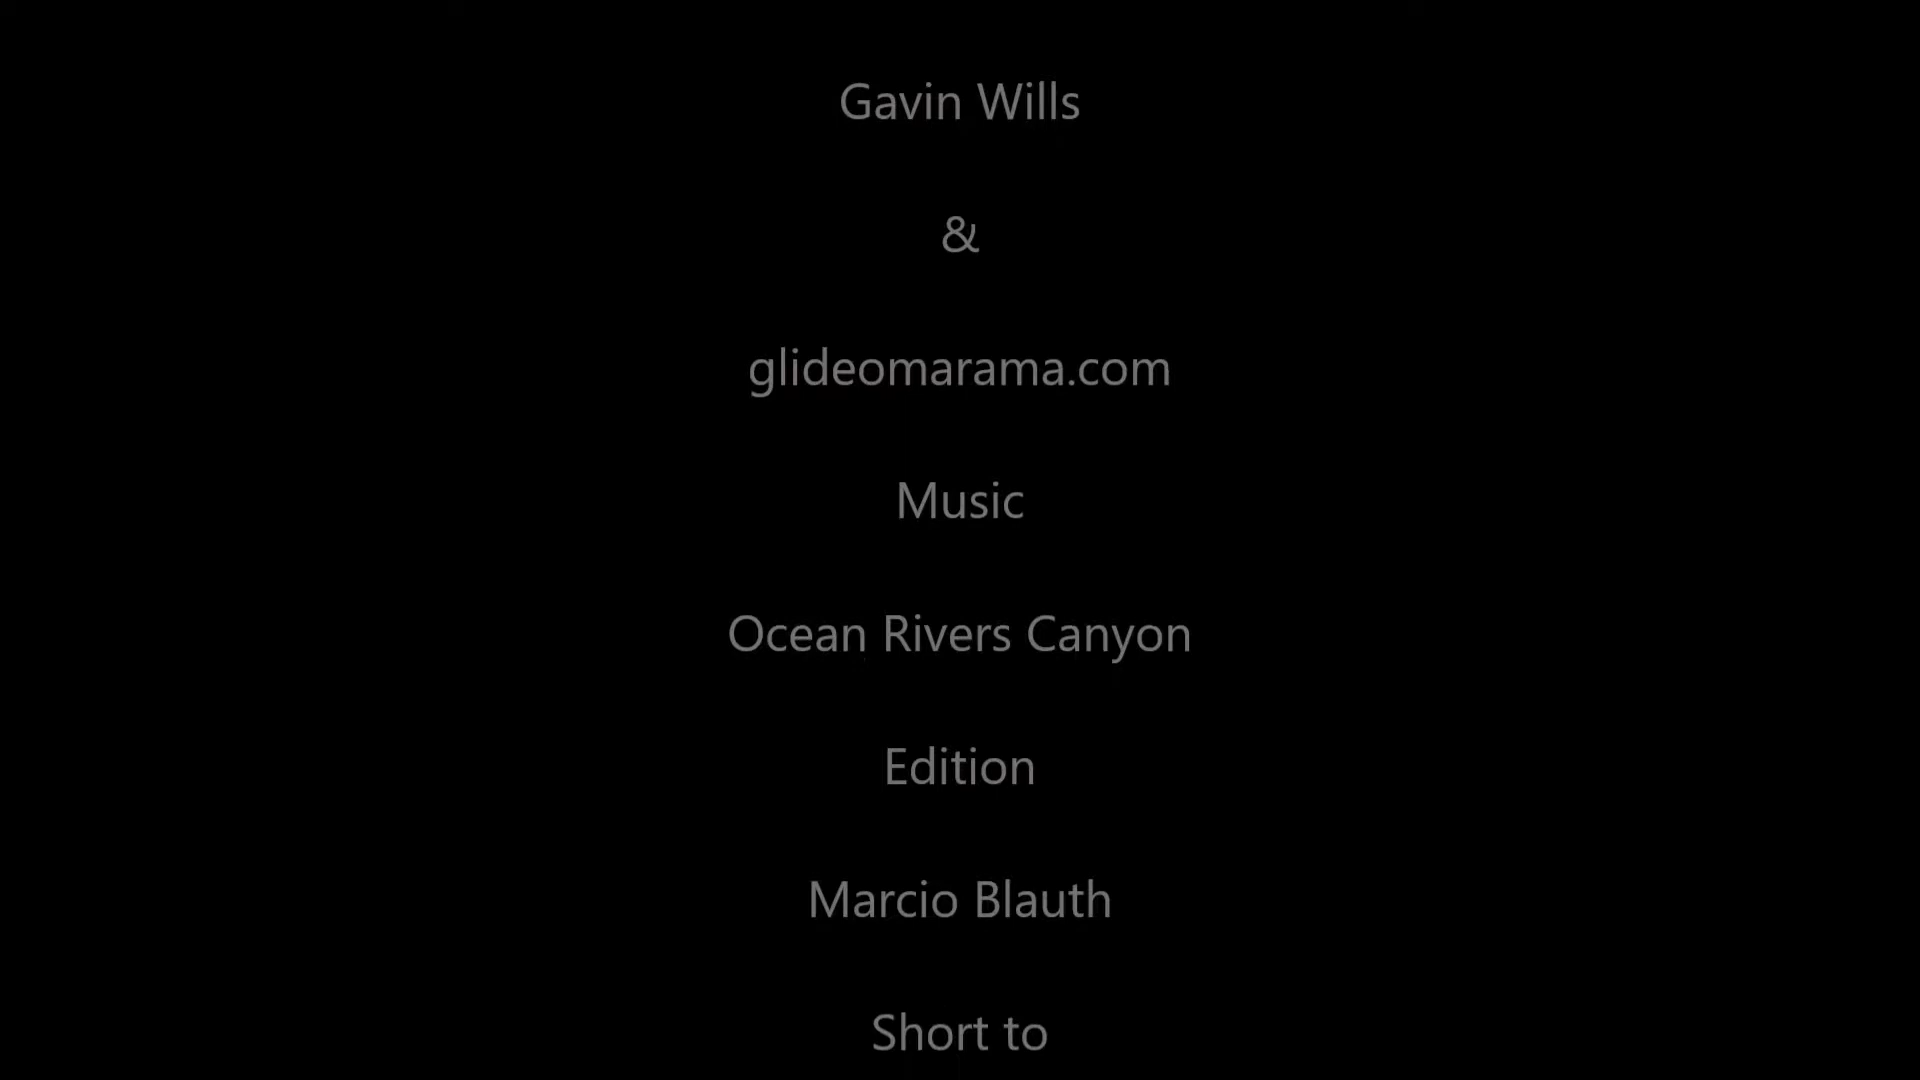 Gavin Wills
&
glideomarama.com
Music
Ocean Rivers Canyon
Edition
Marcio Blauth
Short to